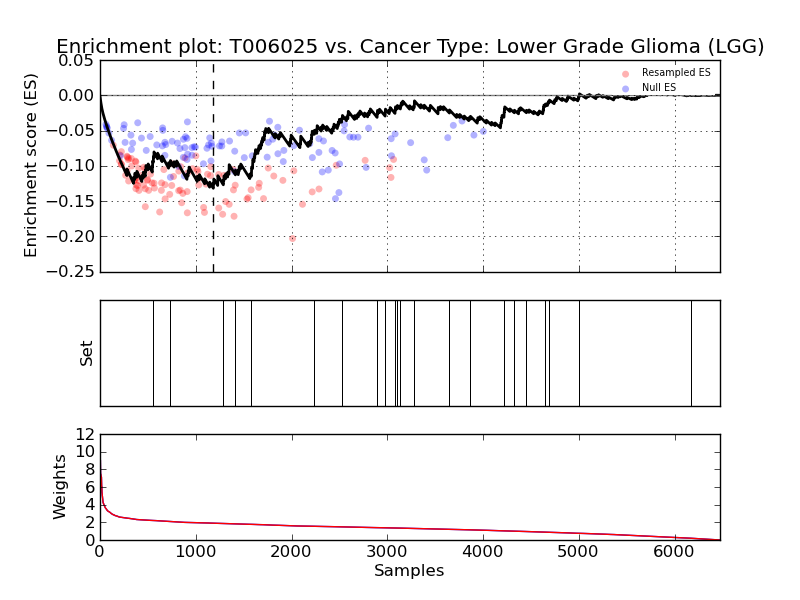 Enrichment plot: T006025 vs. Cancer Type: Lower Grade Glioma (LGG)
0.05
0.00
−0.05
−0.10
−0.15
−0.20
−0.25
Enrichment score (ES)
Resampled ES
Null ES
Set
12
10
8
6
4
2
0
Weights
0 1000 2000 3000 4000 5000 6000
Samples